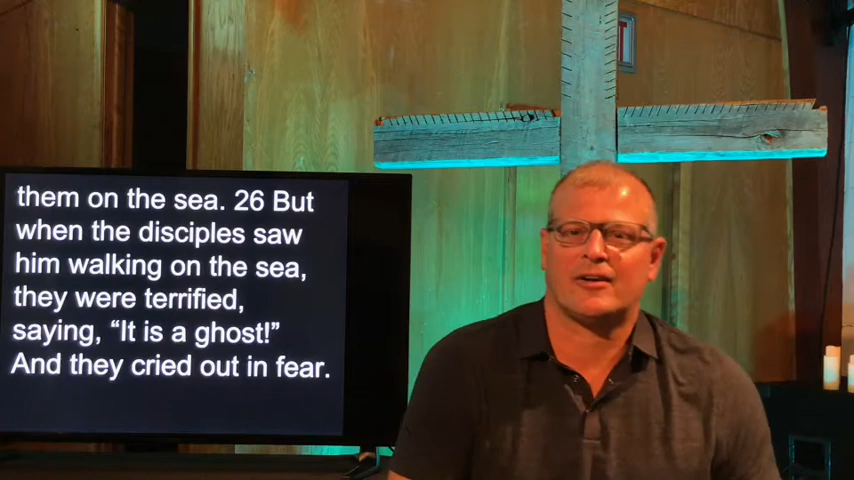 them on the sea. 26 But
when the disciples saw
him walking on the sea,
they were terrified,
saying, “It is a ghost!”
And they cried out in fear.